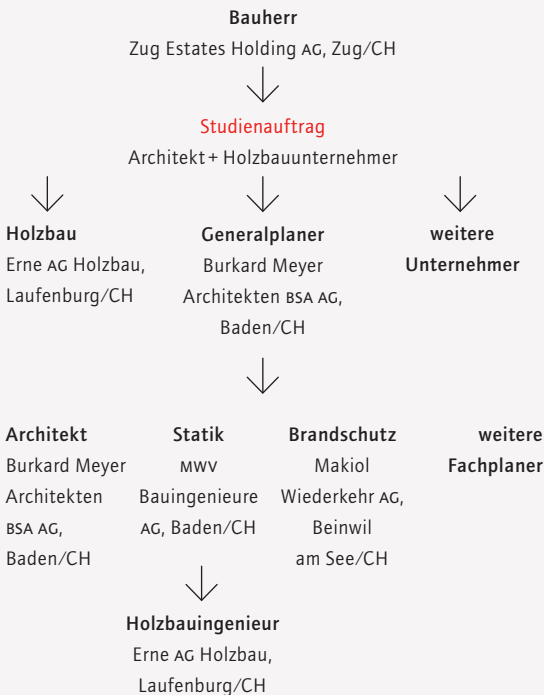 Bauherr
Zug Estates Holding AG, Zug/CH
Studienauftrag
Architekt + Holzbauunternehmer
Holzbau
Erne AG Holzbau,
Laufenburg/CH
Generalplaner
Burkard Meyer
Architekten BSA AG,
Baden/CH
weitere
Unternehmer
Architekt
Burkard Meyer
Architekten
BSA AG,
Baden/CH
Statik
MWV
Bauingenieure
AG, Baden/CH
Brandschutz
Makiol
Wiederkehr AG,
Beinwil
am See/CH
weitere
Fachplaner
Holzbauingenieur
Erne AG Holzbau,
Laufenburg/CH